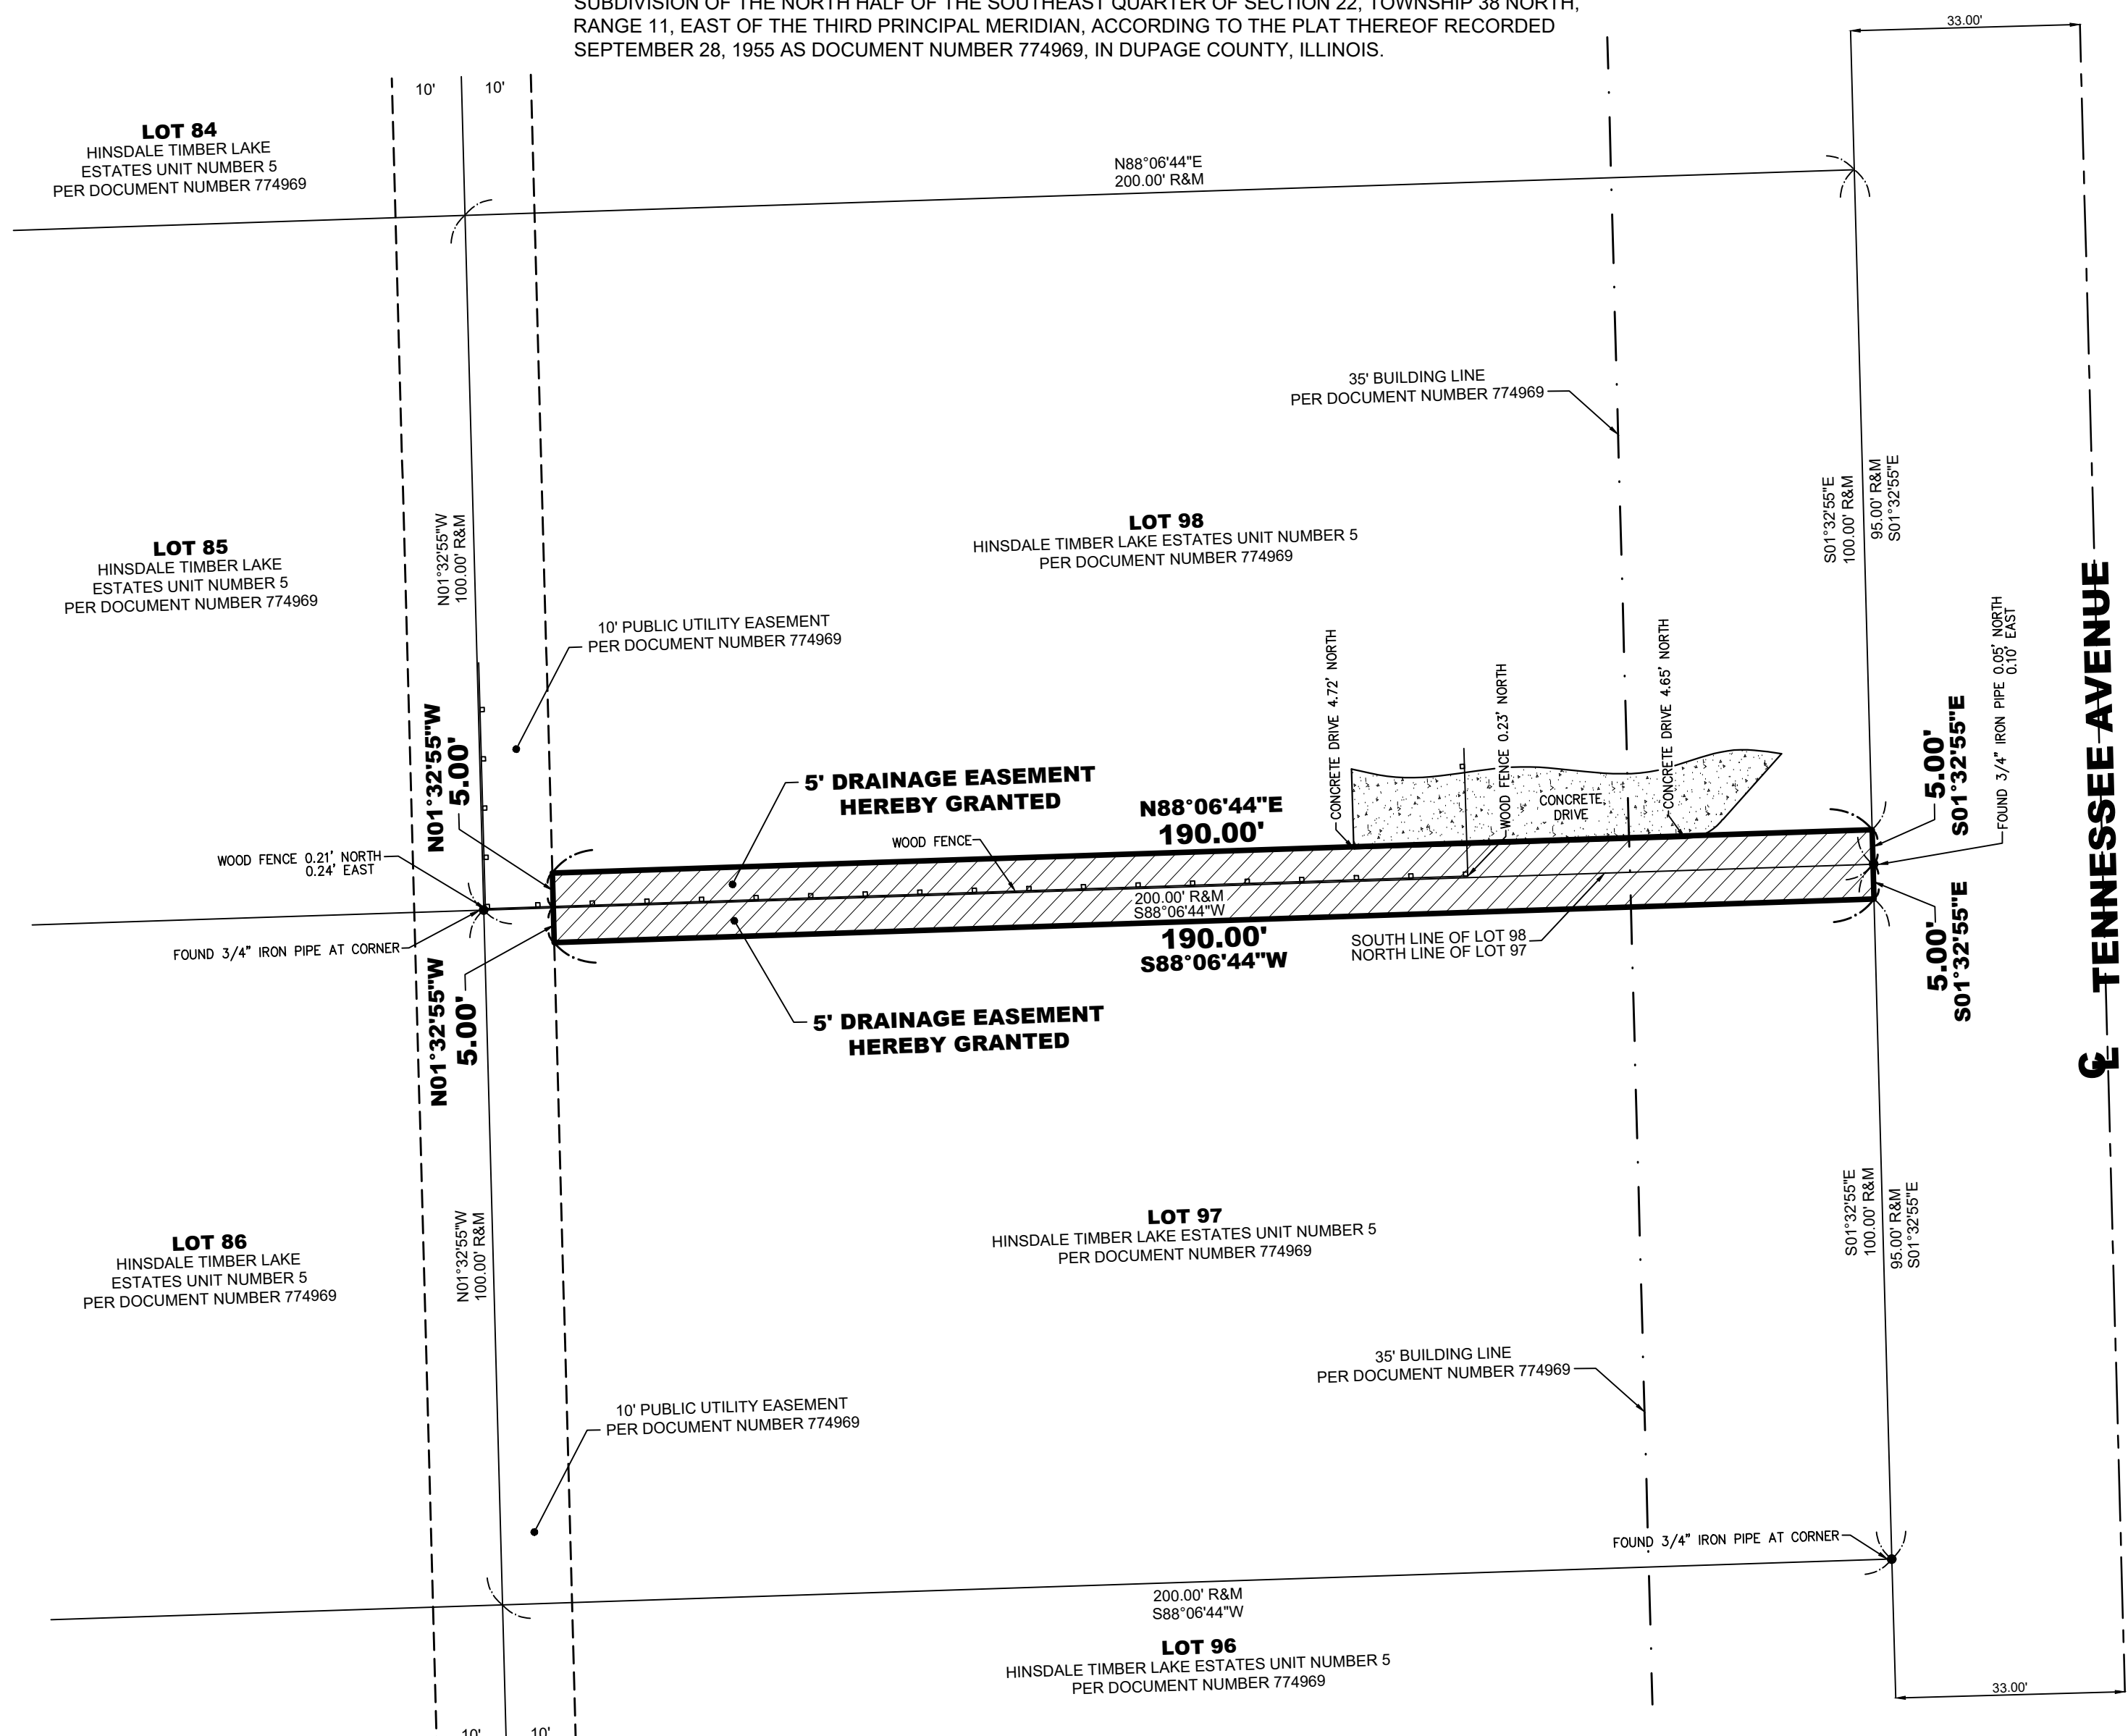 SUBDIVISION OF THE NORTH HALF OF THE SOUTHEAST QUARTER OF SECTION 22, TOWNSHIP 38 NORTH,
RANGE 11, EAST OF THE THIRD PRINCIPAL MERIDIAN, ACCORDING TO THE PLAT THEREOF RECORDED
SEPTEMBER 28, 1955 AS DOCUMENT NUMBER 774969, IN DUPAGE COUNTY, ILLINOIS.
33.00'
10'
10'
LOT 84
HINSDALE TIMBER LAKE
ESTATES UNIT NUMBER 5
PER DOCUMENT NUMBER 774969
N88°06'44"E
200.00' R&M
35' BUILDING LINE
PER DOCUMENT NUMBER 774969
LOT 85
HINSDALE TIMBER LAKE
ESTATES UNIT NUMBER 5
PER DOCUMENT NUMBER 774969
N01°32'55"W
100.00' R&M
LOT 98
HINSDALE TIMBER LAKE ESTATES UNIT NUMBER 5
PER DOCUMENT NUMBER 774969
S01°32'55"E
100.00' R&M
95.00' R&M
S01°32'55"E
10' PUBLIC UTILITY EASEMENT
PER DOCUMENT NUMBER 774969
CONCRETE DRIVE 4.72' NORTH
WOOD FENCE 0.23' NORTH
CONCRETE DRIVE 4.65' NORTH
FOUND 3/4" IRON PIPE 0.05' NORTH
0.10' EAST
TENNESSEE AVENUE
CL
N01°32'55"W
5.00'
5' DRAINAGE EASEMENT
HEREBY GRANTED
N88°06'44"E
190.00'
CONCRETE
DRIVE
5.00'
S01°32'55"E
WOOD FENCE
WOOD FENCE 0.21' NORTH
0.24' EAST
200.00' R&M
S88°06'44"W
190.00'
S88°06'44"W
SOUTH LINE OF LOT 98
NORTH LINE OF LOT 97
FOUND 3/4" IRON PIPE AT CORNER
N01°32'55"W
5.00'
5' DRAINAGE EASEMENT
HEREBY GRANTED
5.00'
S01°32'55"E
LOT 86
HINSDALE TIMBER LAKE
ESTATES UNIT NUMBER 5
PER DOCUMENT NUMBER 774969
N01°32'55"W
100.00' R&M
LOT 97
HINSDALE TIMBER LAKE ESTATES UNIT NUMBER 5
PER DOCUMENT NUMBER 774969
S01°32'55"E
100.00' R&M
95.00' R&M
S01°32'55"E
35' BUILDING LINE
PER DOCUMENT NUMBER 774969
10' PUBLIC UTILITY EASEMENT
PER DOCUMENT NUMBER 774969
FOUND 3/4" IRON PIPE AT CORNER
200.00' R&M
S88°06'44"W
LOT 96
HINSDALE TIMBER LAKE ESTATES UNIT NUMBER 5
PER DOCUMENT NUMBER 774969
33.00'
10'
10'